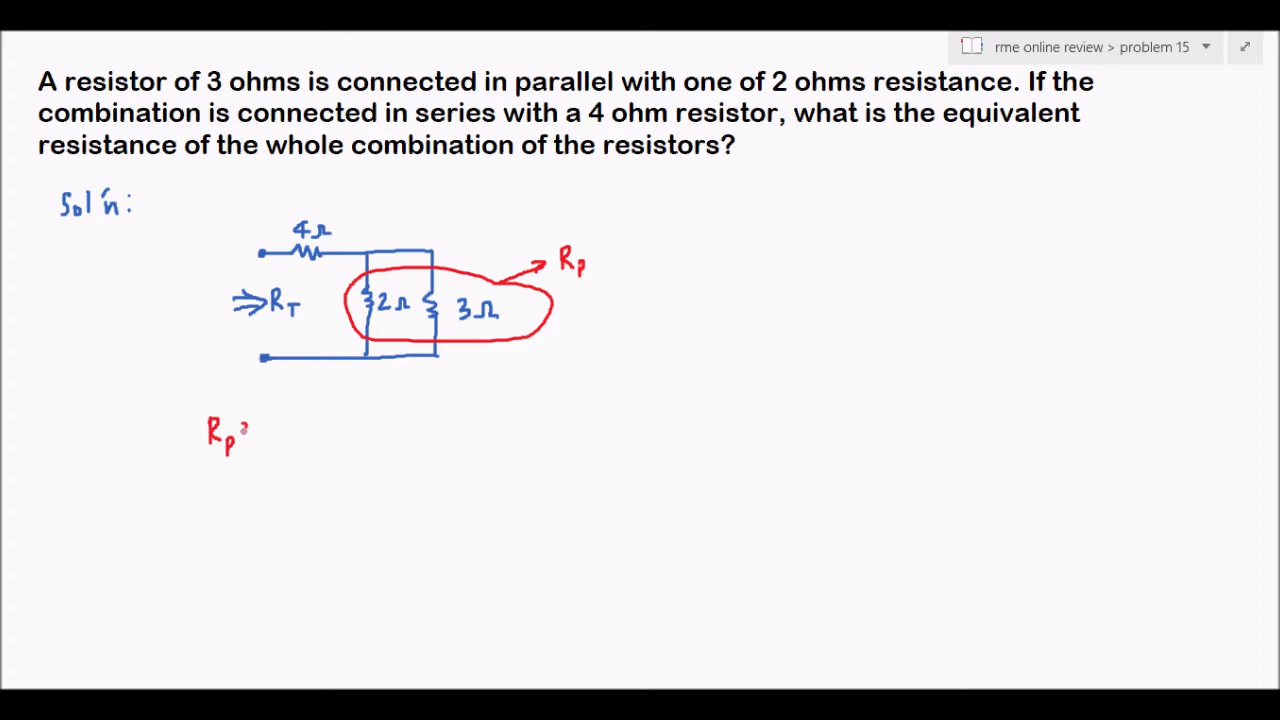 rme online review > problem 15
A resistor of 3 ohms is connected in parallel with one of 2 ohms resistance. If the
combination is connected in series with a 4 ohm resistor, what is the equivalent
resistance of the whole combination of the resistors?
Sol'n:
4Ω
Rp
⇒RT
2Ω
3Ω
Rp =